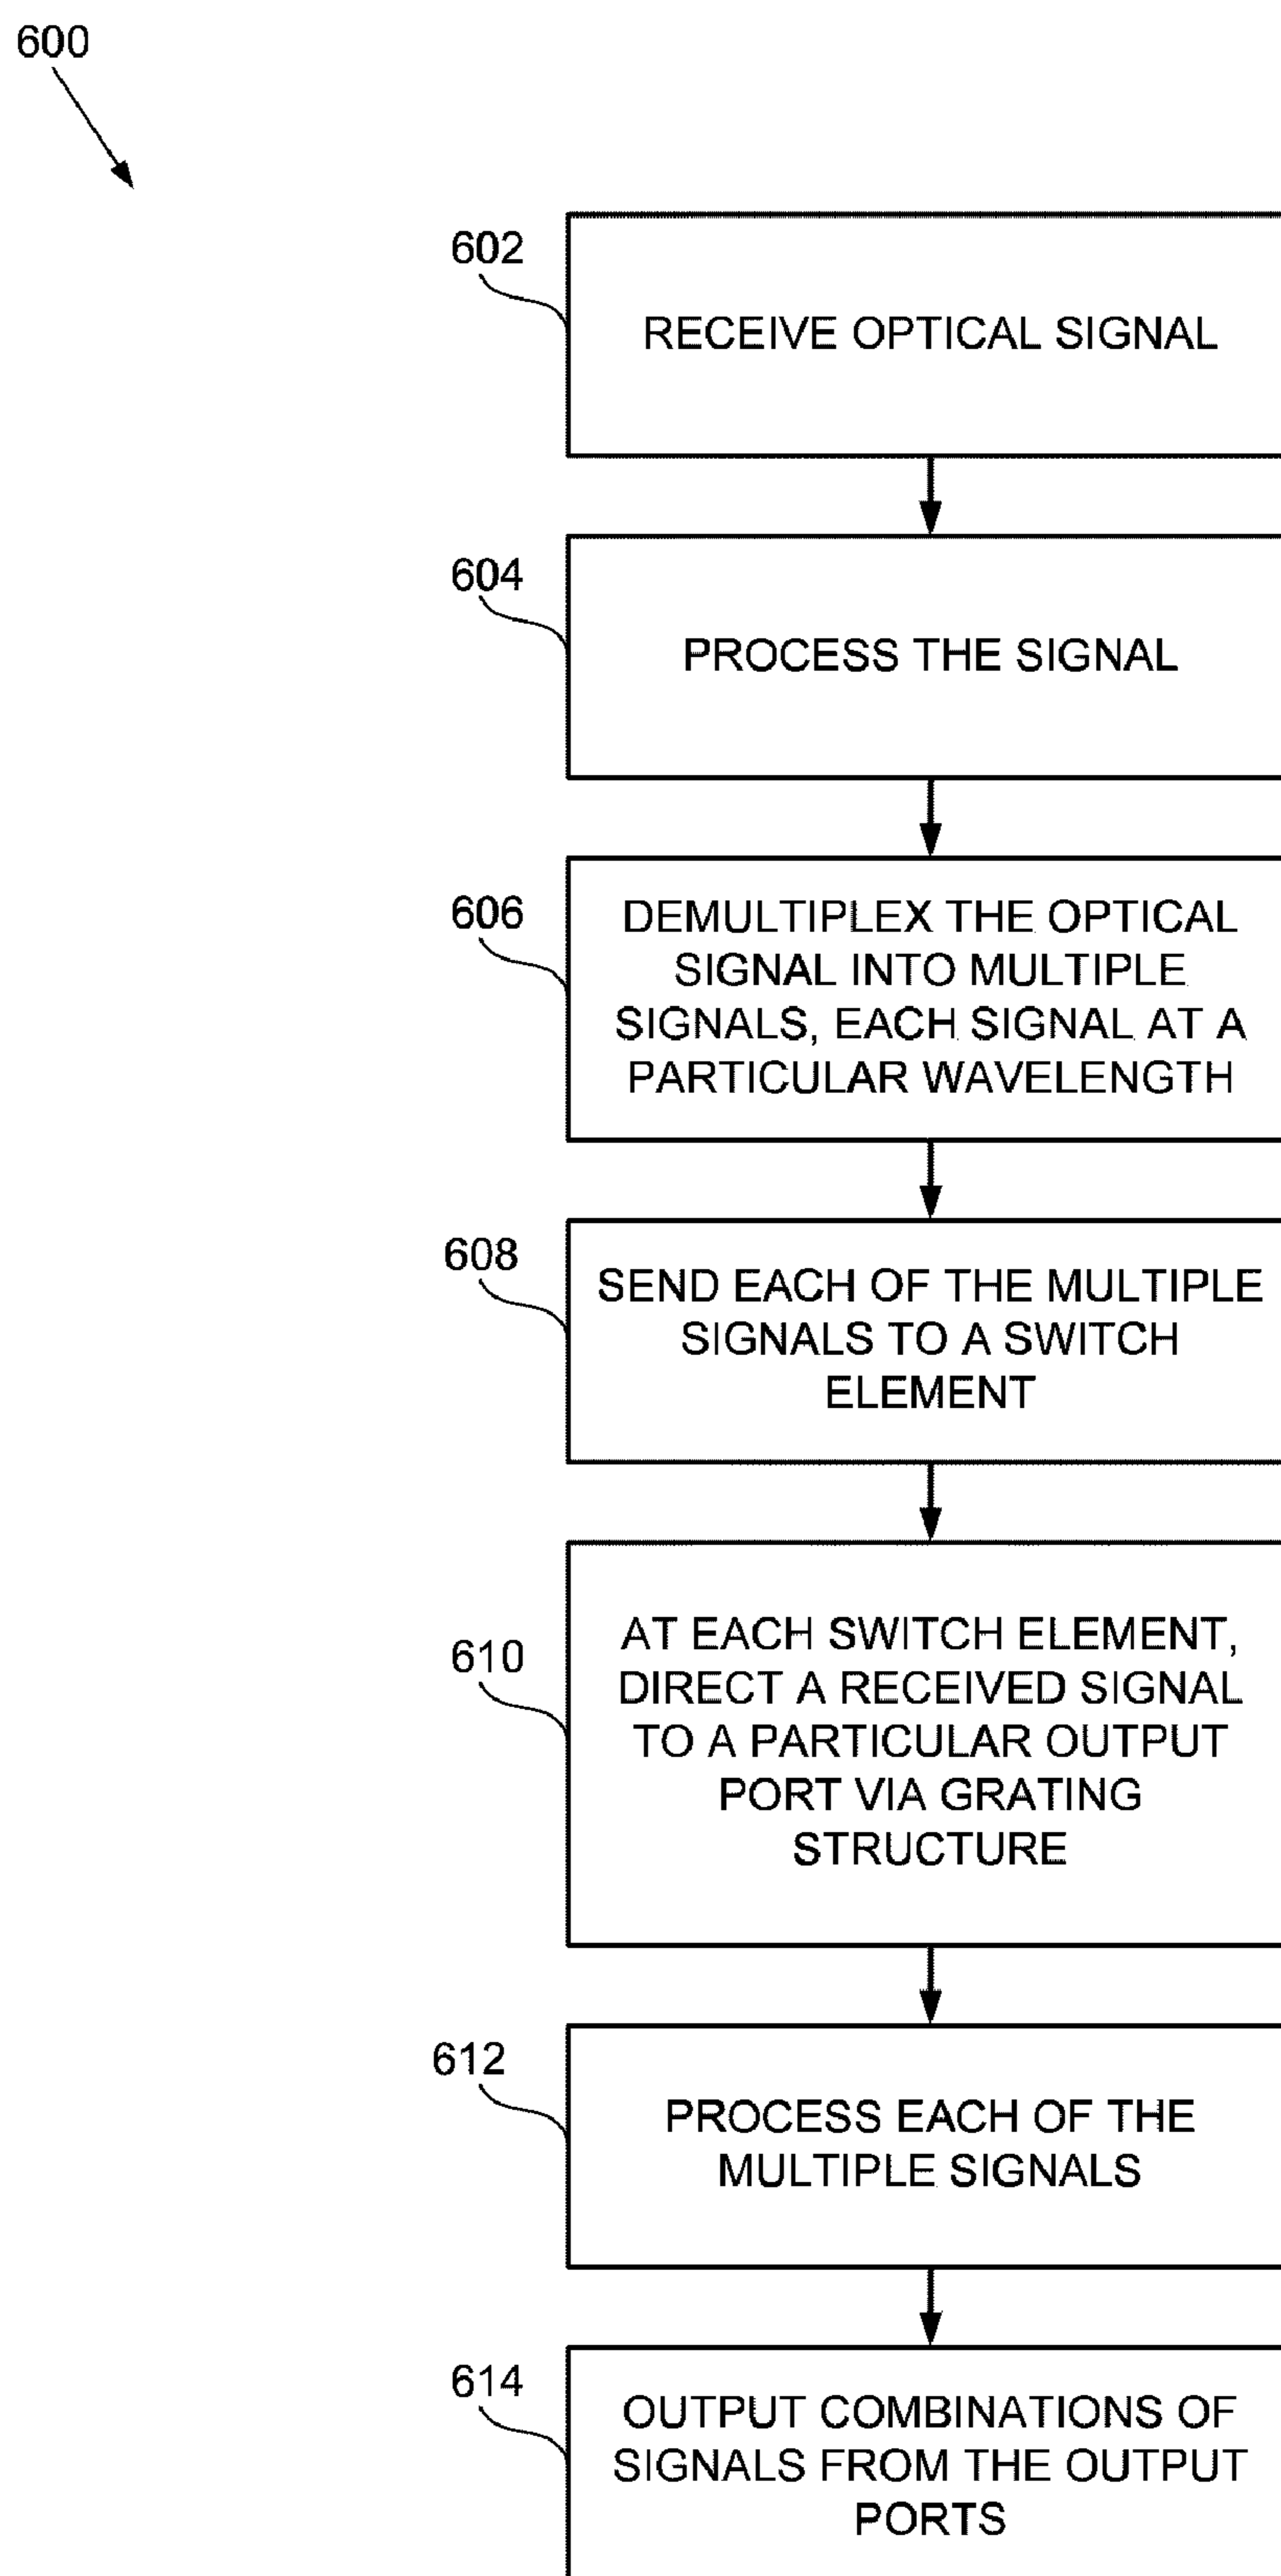 600
602
RECEIVE OPTICAL SIGNAL
604
PROCESS THE SIGNAL
606
DEMULTIPLEX THE OPTICAL
SIGNAL INTO MULTIPLE
SIGNALS, EACH SIGNAL AT A
PARTICULAR WAVELENGTH
608
SEND EACH OF THE MULTIPLE
SIGNALS TO A SWITCH
ELEMENT
610
AT EACH SWITCH ELEMENT,
DIRECT A RECEIVED SIGNAL
TO A PARTICULAR OUTPUT
PORT VIA GRATING
STRUCTURE
612
PROCESS EACH OF THE
MULTIPLE SIGNALS
614
OUTPUT COMBINATIONS OF
SIGNALS FROM THE OUTPUT
PORTS